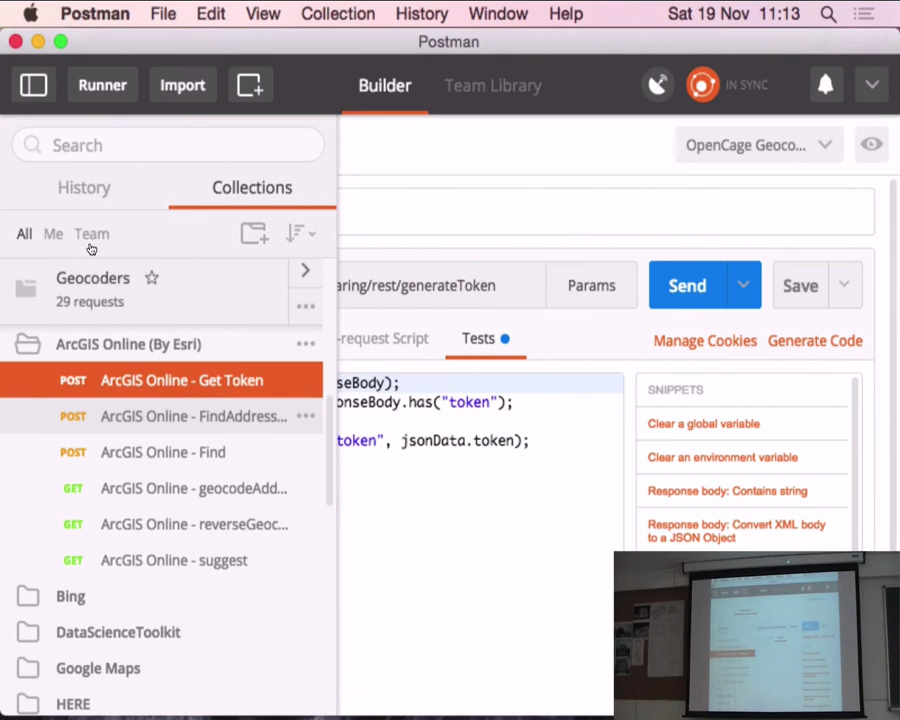 Postman File Edit View Collection History Window Help Sat 19 Nov 11:13
Postman
Runner Import Builder Team Library IN SYNC
Search
OpenCage Geoco...
History Collections
All Me Team
Geocoders
29 requests
aring/rest/generateToken Params Send Save
ArcGIS Online (By Esri)
-request Script Tests Manage Cookies Generate Code
POST ArcGIS Online - Get Token
POST ArcGIS Online - FindAddress...
POST ArcGIS Online - Find
GET ArcGIS Online - geocodeAdd...
GET ArcGIS Online - reverseGeoc...
GET ArcGIS Online - suggest
Bing
DataScienceToolkit
Google Maps
HERE
seBody);
onseBody.has("token");
token", jsonData.token);
SNIPPETS
Clear a global variable
Clear an environment variable
Response body: Contains string
Response body: Convert XML body
to a JSON Object